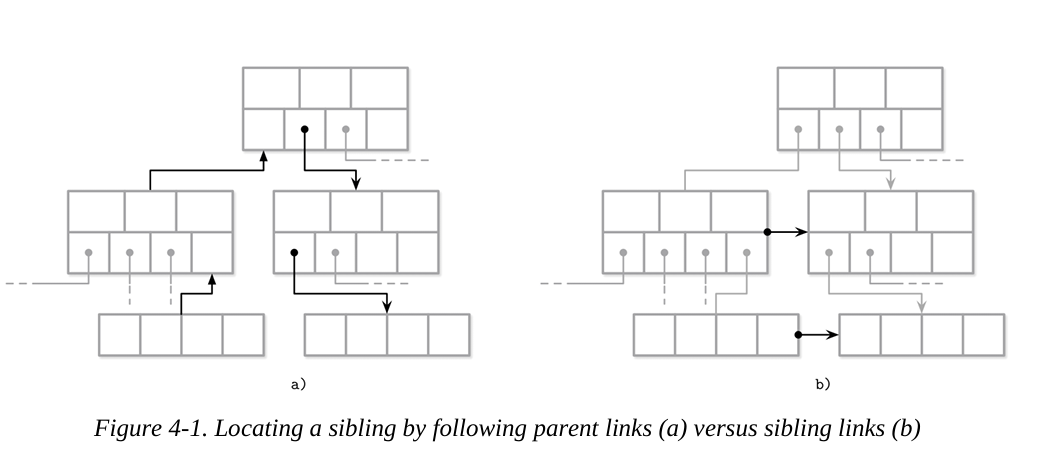 a)
b)
Figure 4-1. Locating a sibling by following parent links (a) versus sibling links (b)